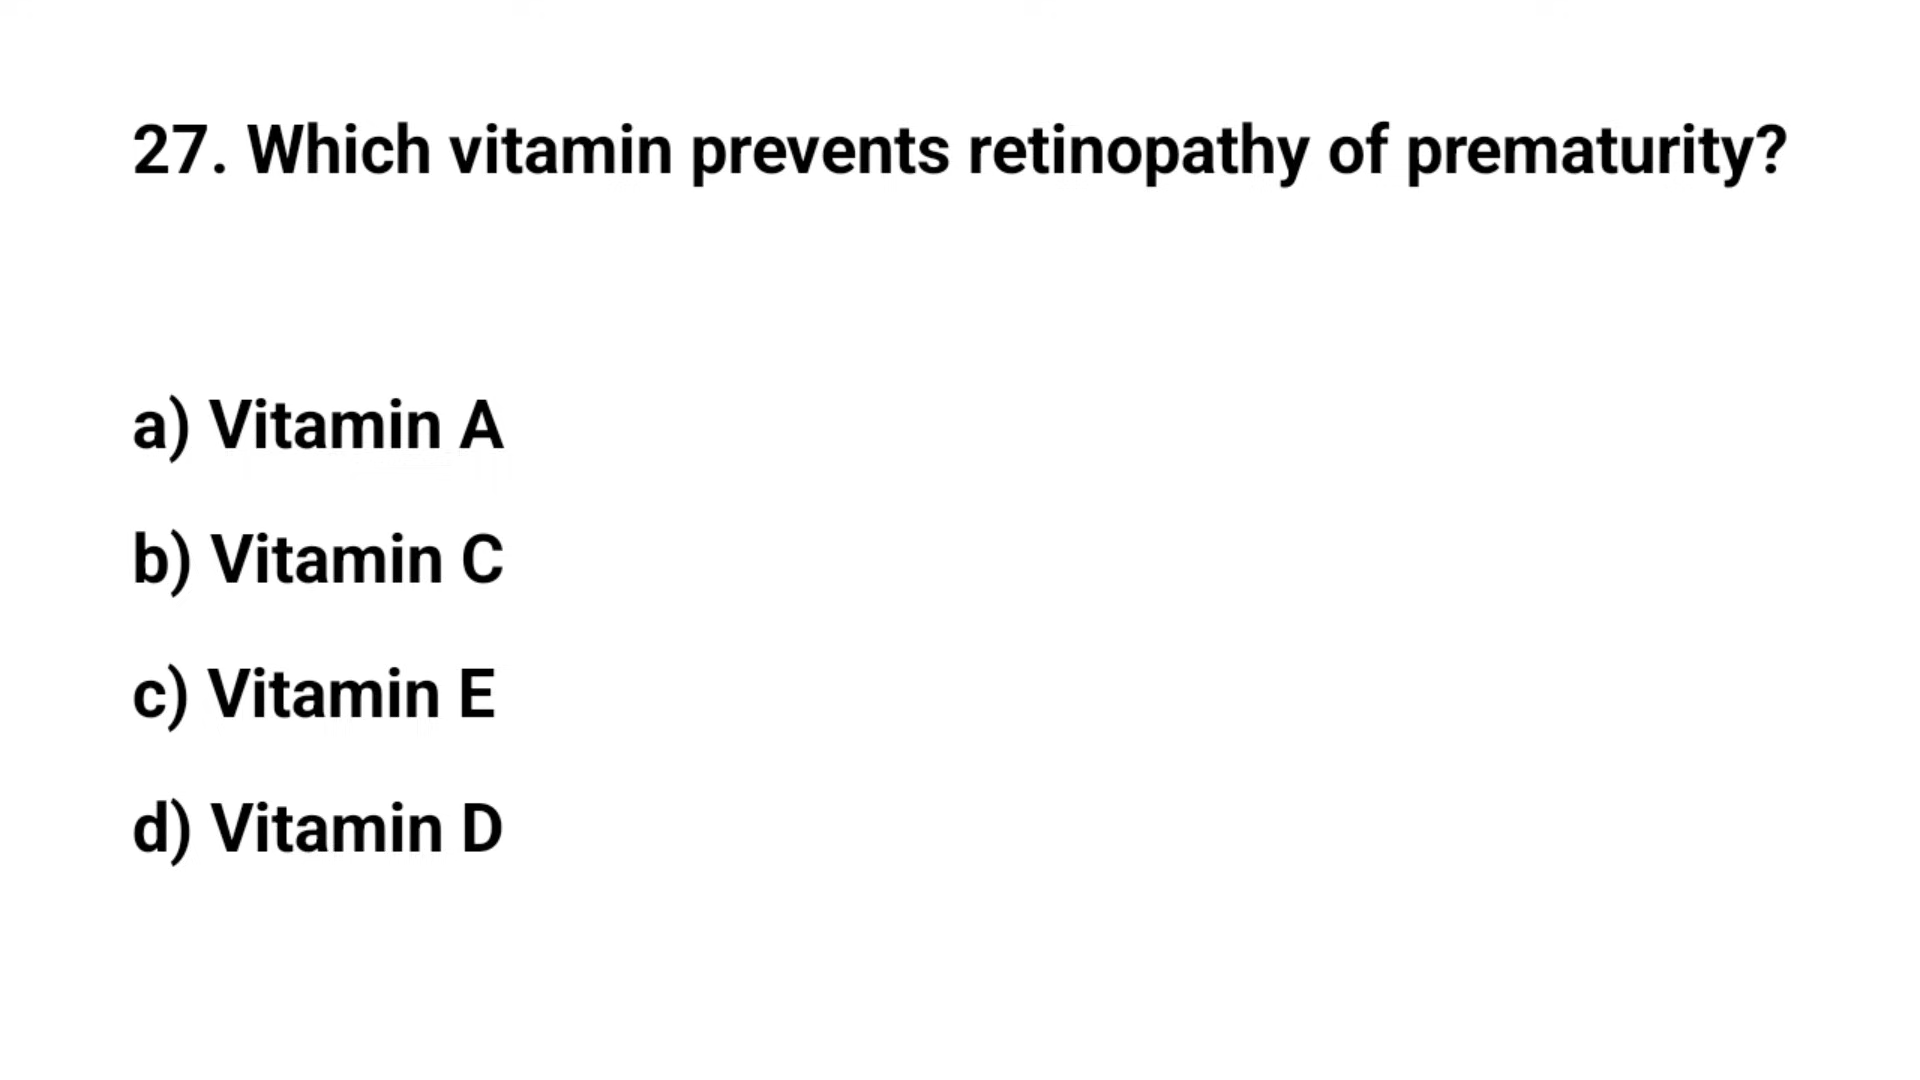 27. Which vitamin prevents retinopathy of prematurity?
a) Vitamin A
b) Vitamin C
c) Vitamin E
d) Vitamin D